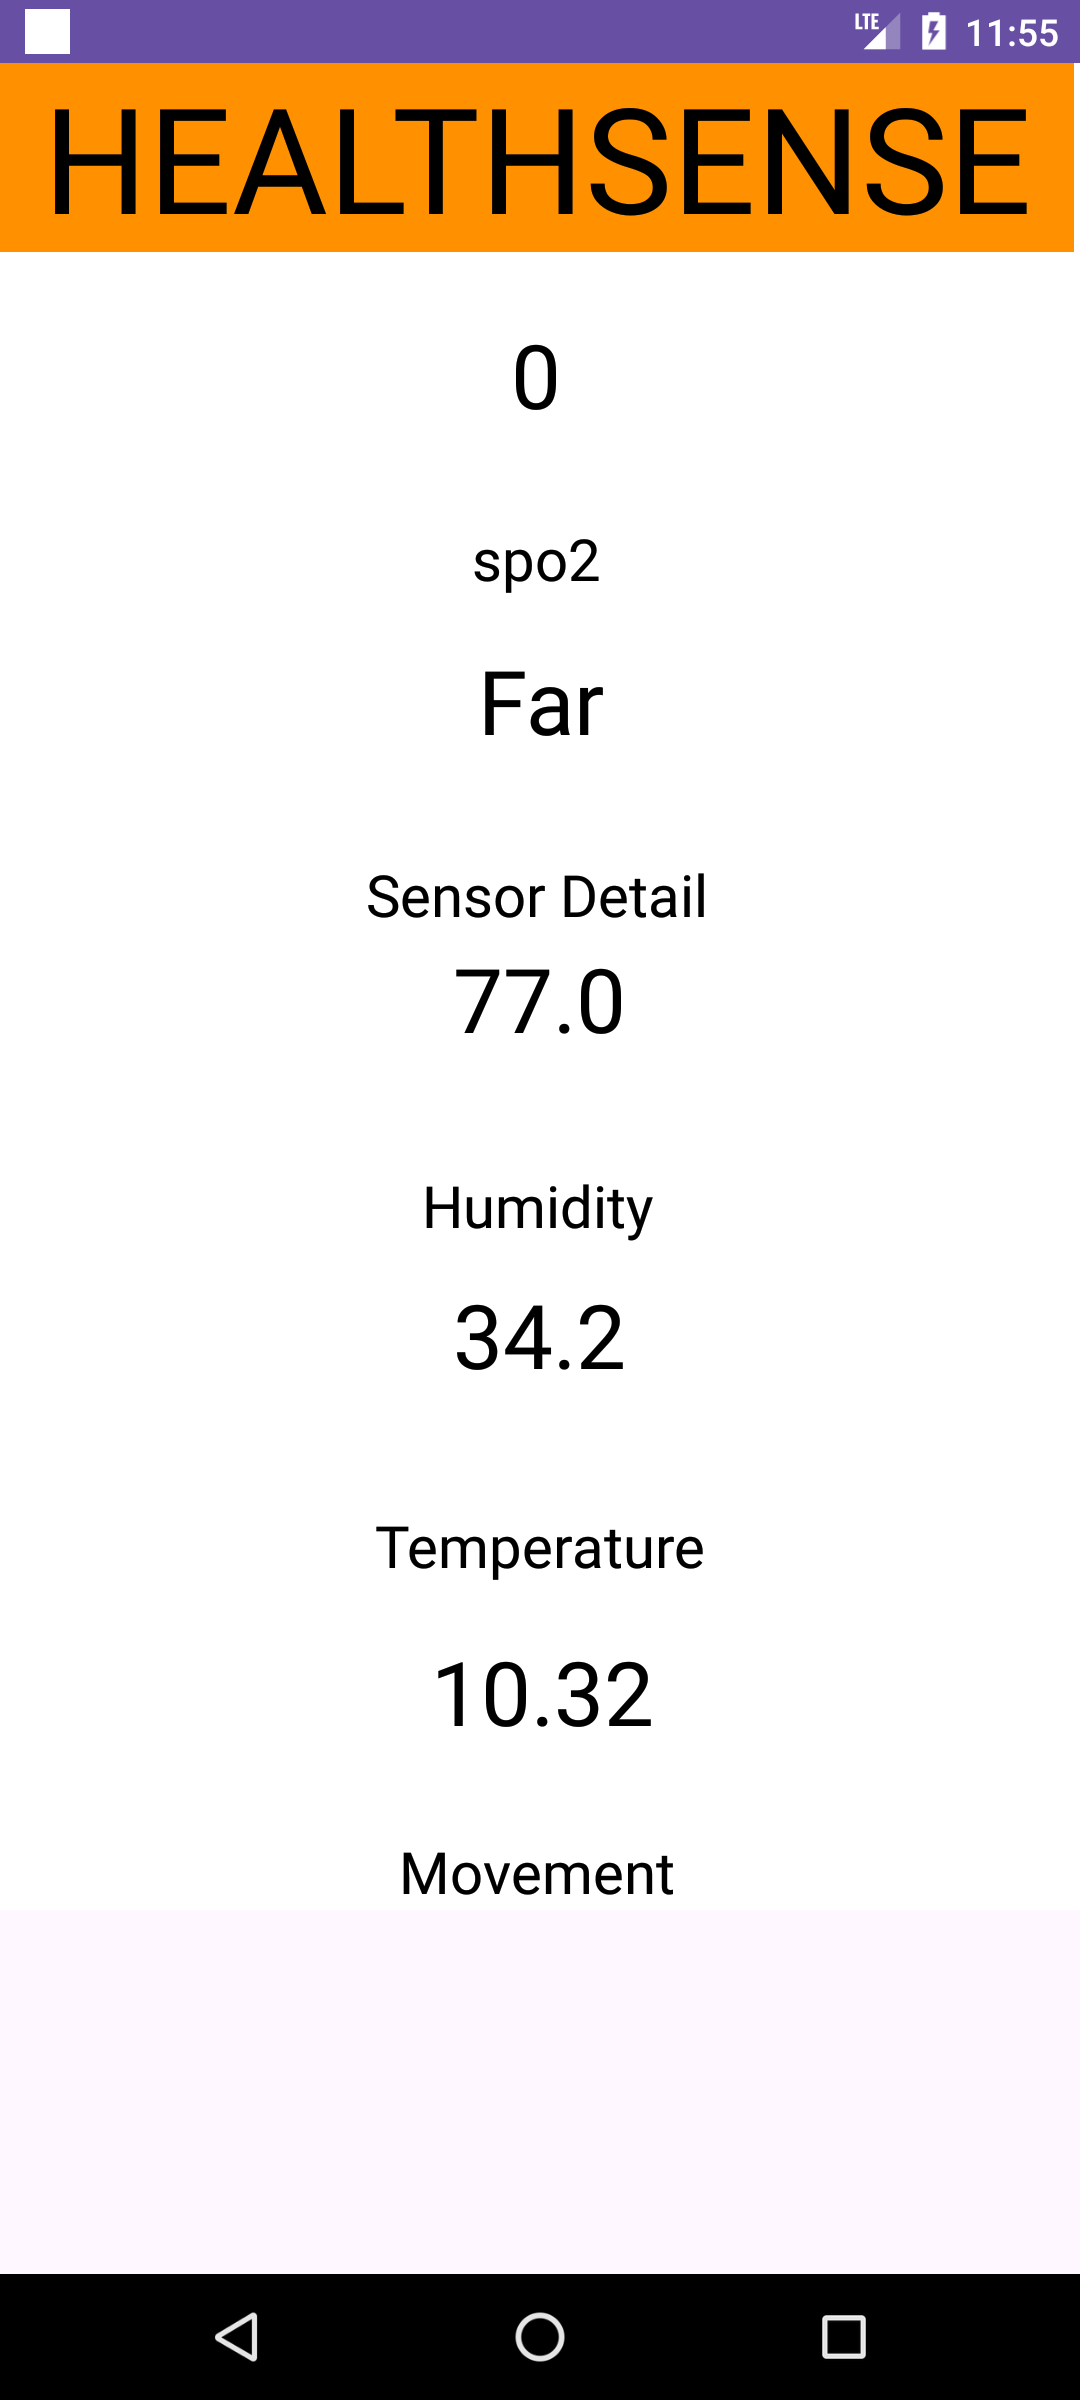 LTE 11:55
HEALTHSENSE
0
spo2
Far
Sensor Detail
77.0
Humidity
34.2
Temperature
10.32
Movement